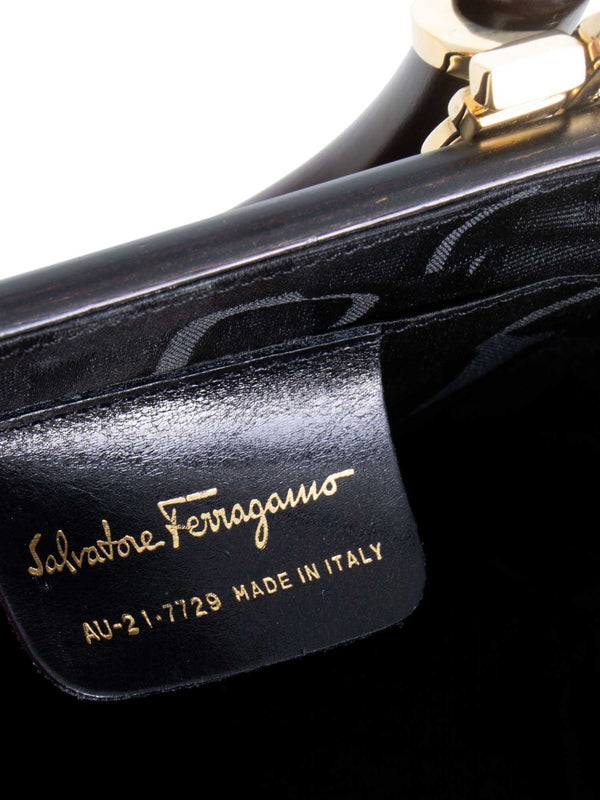 Salvatore Ferragamo
AU-21·7729 MADE IN ITALY